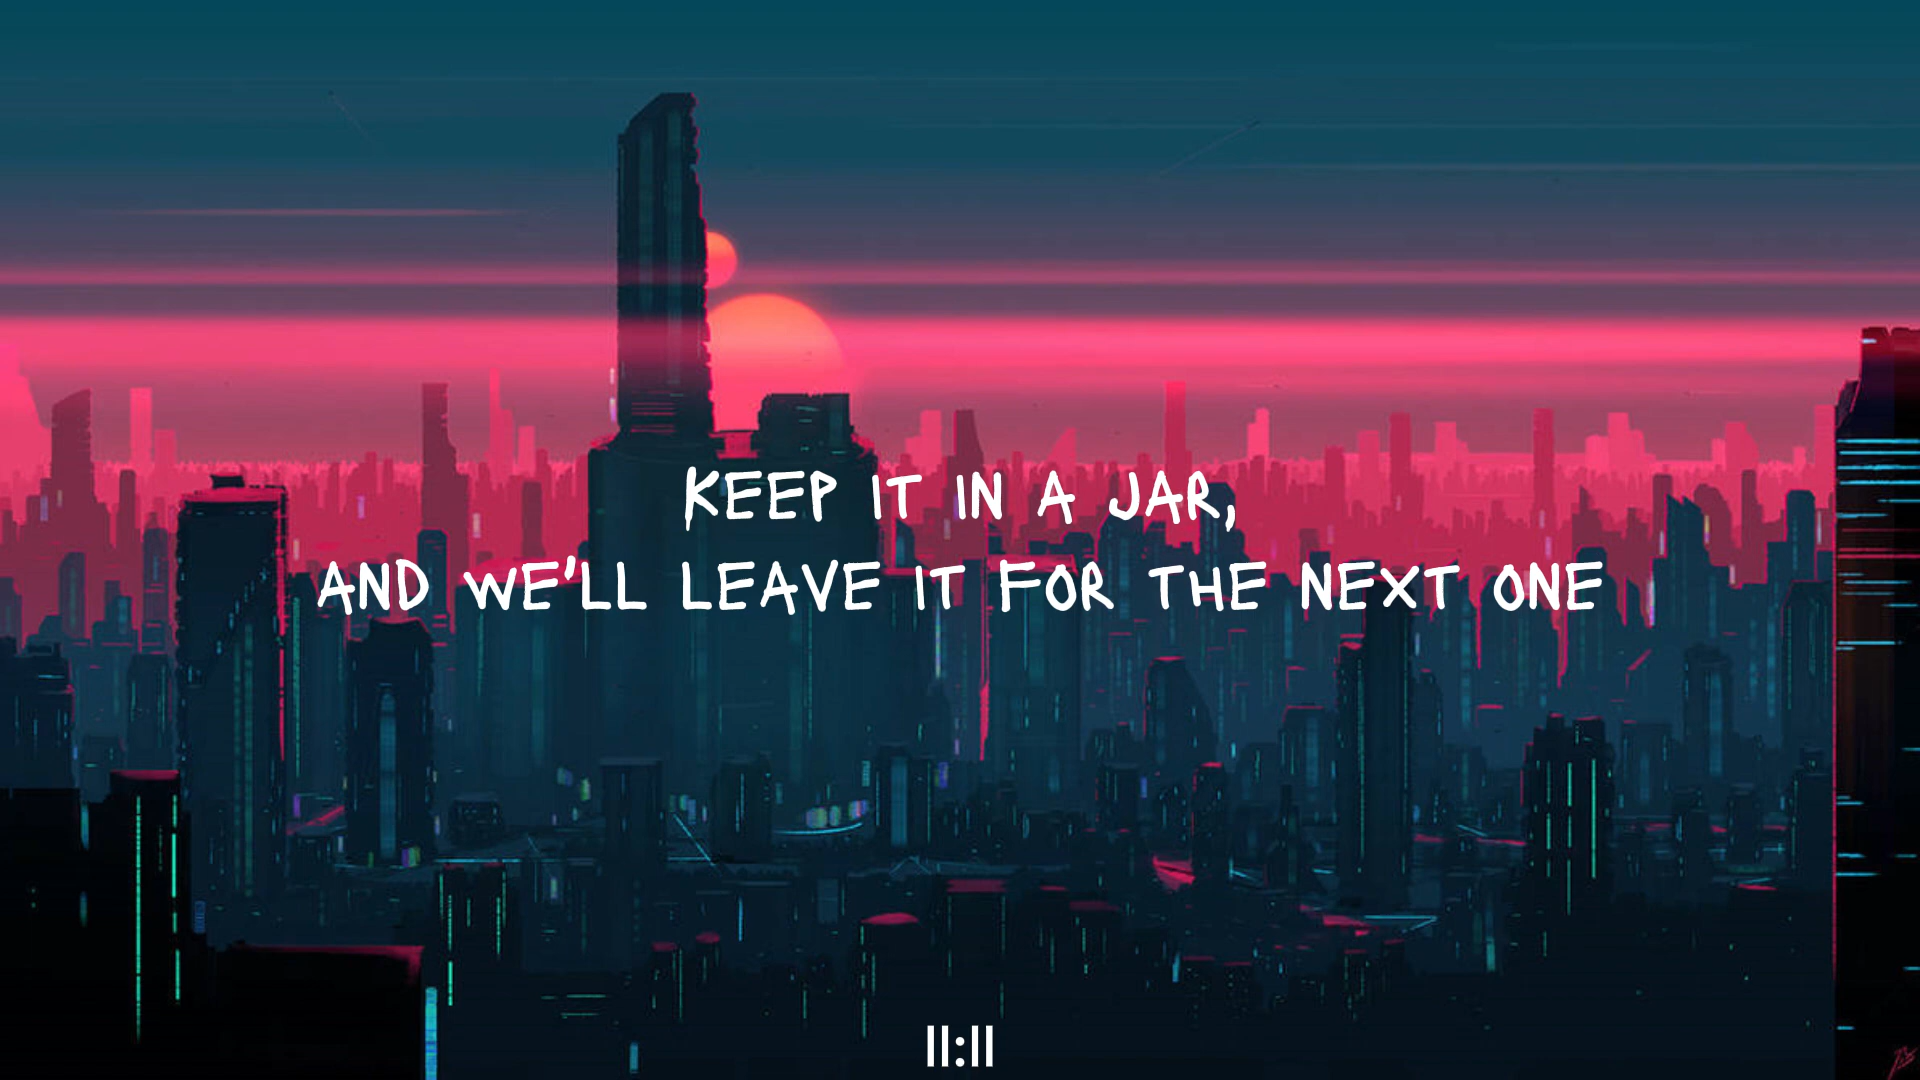 KEEP IT IN A JAR,
AND WE'LL LEAVE IT FOR THE NEXT ONE
11:11